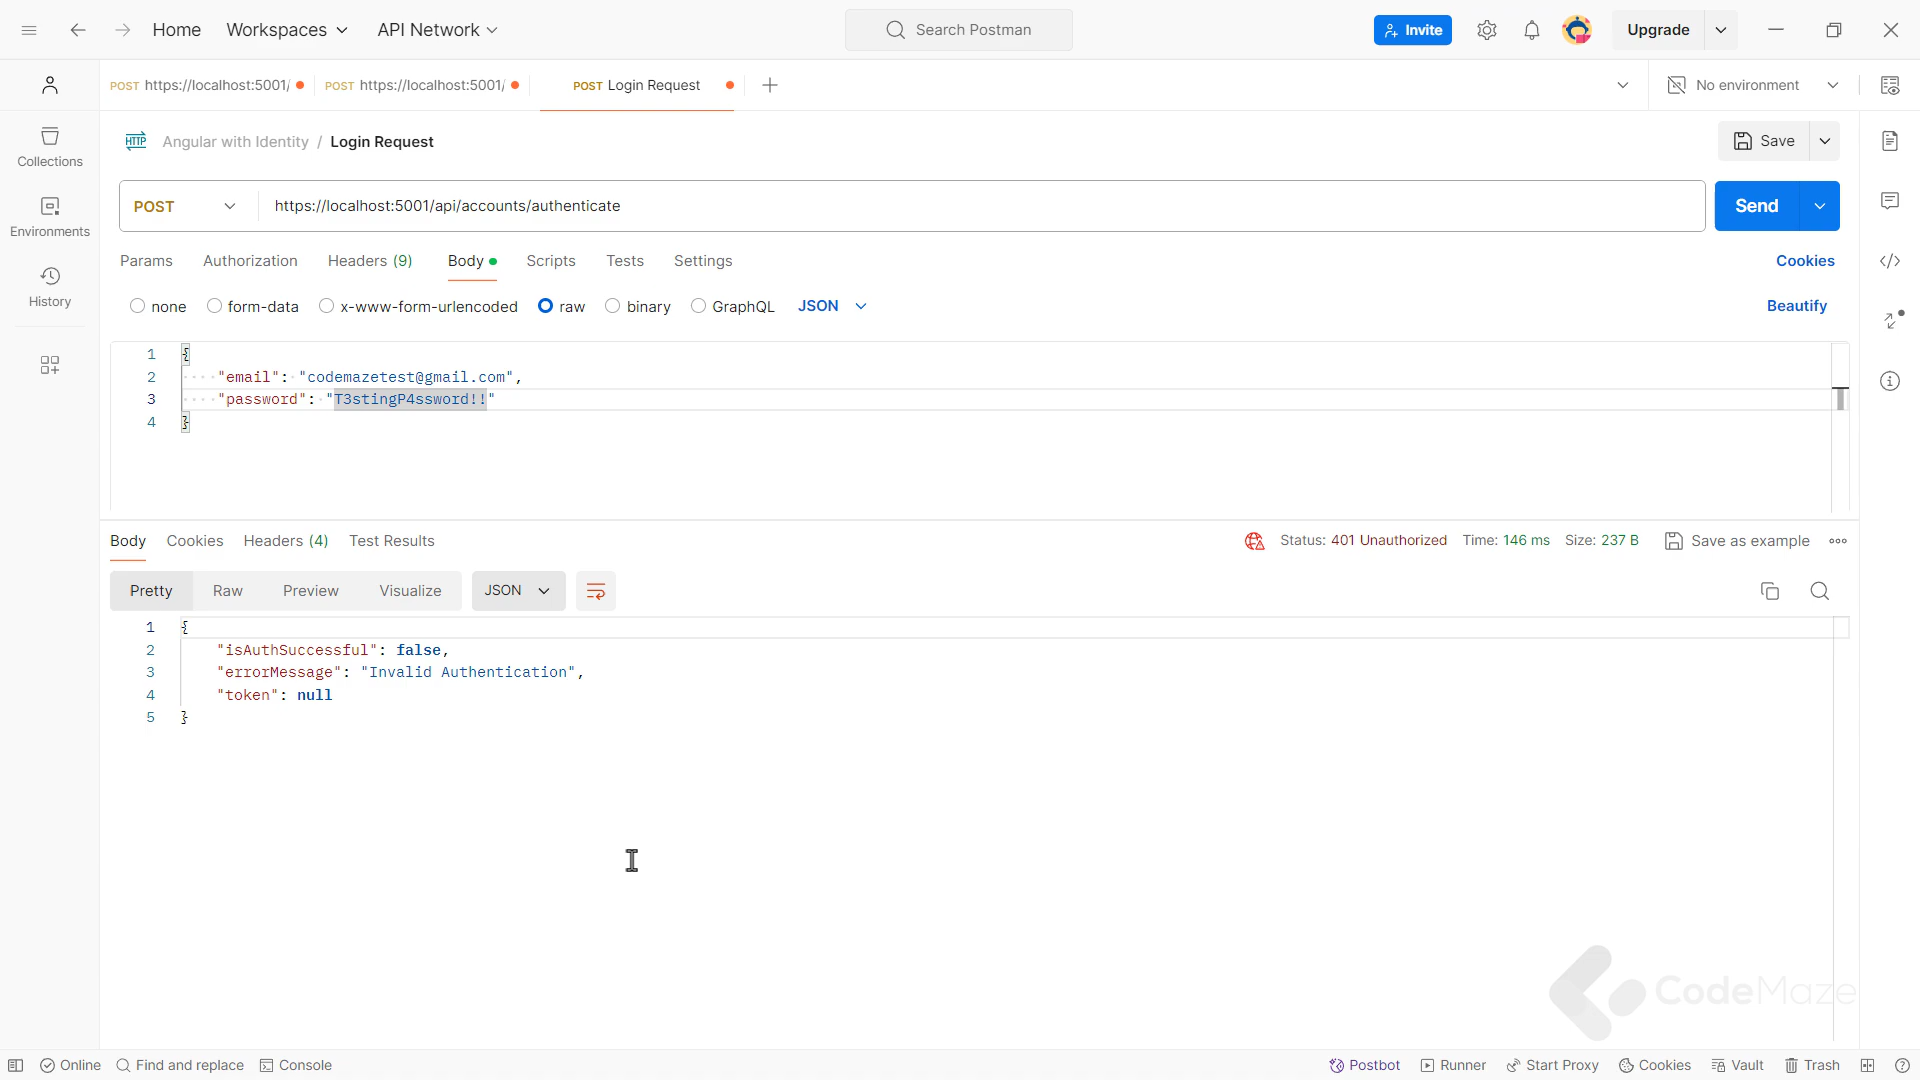 Home Workspaces API Network Search Postman Invite Upgrade
POST https://localhost:5001/ POST https://localhost:5001/ POST Login Request No environment
HTTP Angular with Identity / Login Request Save
Collections
POST https://localhost:5001/api/accounts/authenticate Send
Environments
Params Authorization Headers (9) Body Scripts Tests Settings Cookies
History
none form-data x-www-form-urlencoded raw binary GraphQL JSON Beautify
1 {
2 "email": "codemazetest@gmail.com",
3 "password": "T3stingP4ssword!!"
4 }
Body Cookies Headers (4) Test Results Status: 401 Unauthorized Time: 146 ms Size: 237 B Save as example
Pretty Raw Preview Visualize JSON
1 {
2 "isAuthSuccessful": false,
3 "errorMessage": "Invalid Authentication",
4 "token": null
5 }
CodeMaze
Online Find and replace Console Postbot Runner Start Proxy Cookies Vault Trash